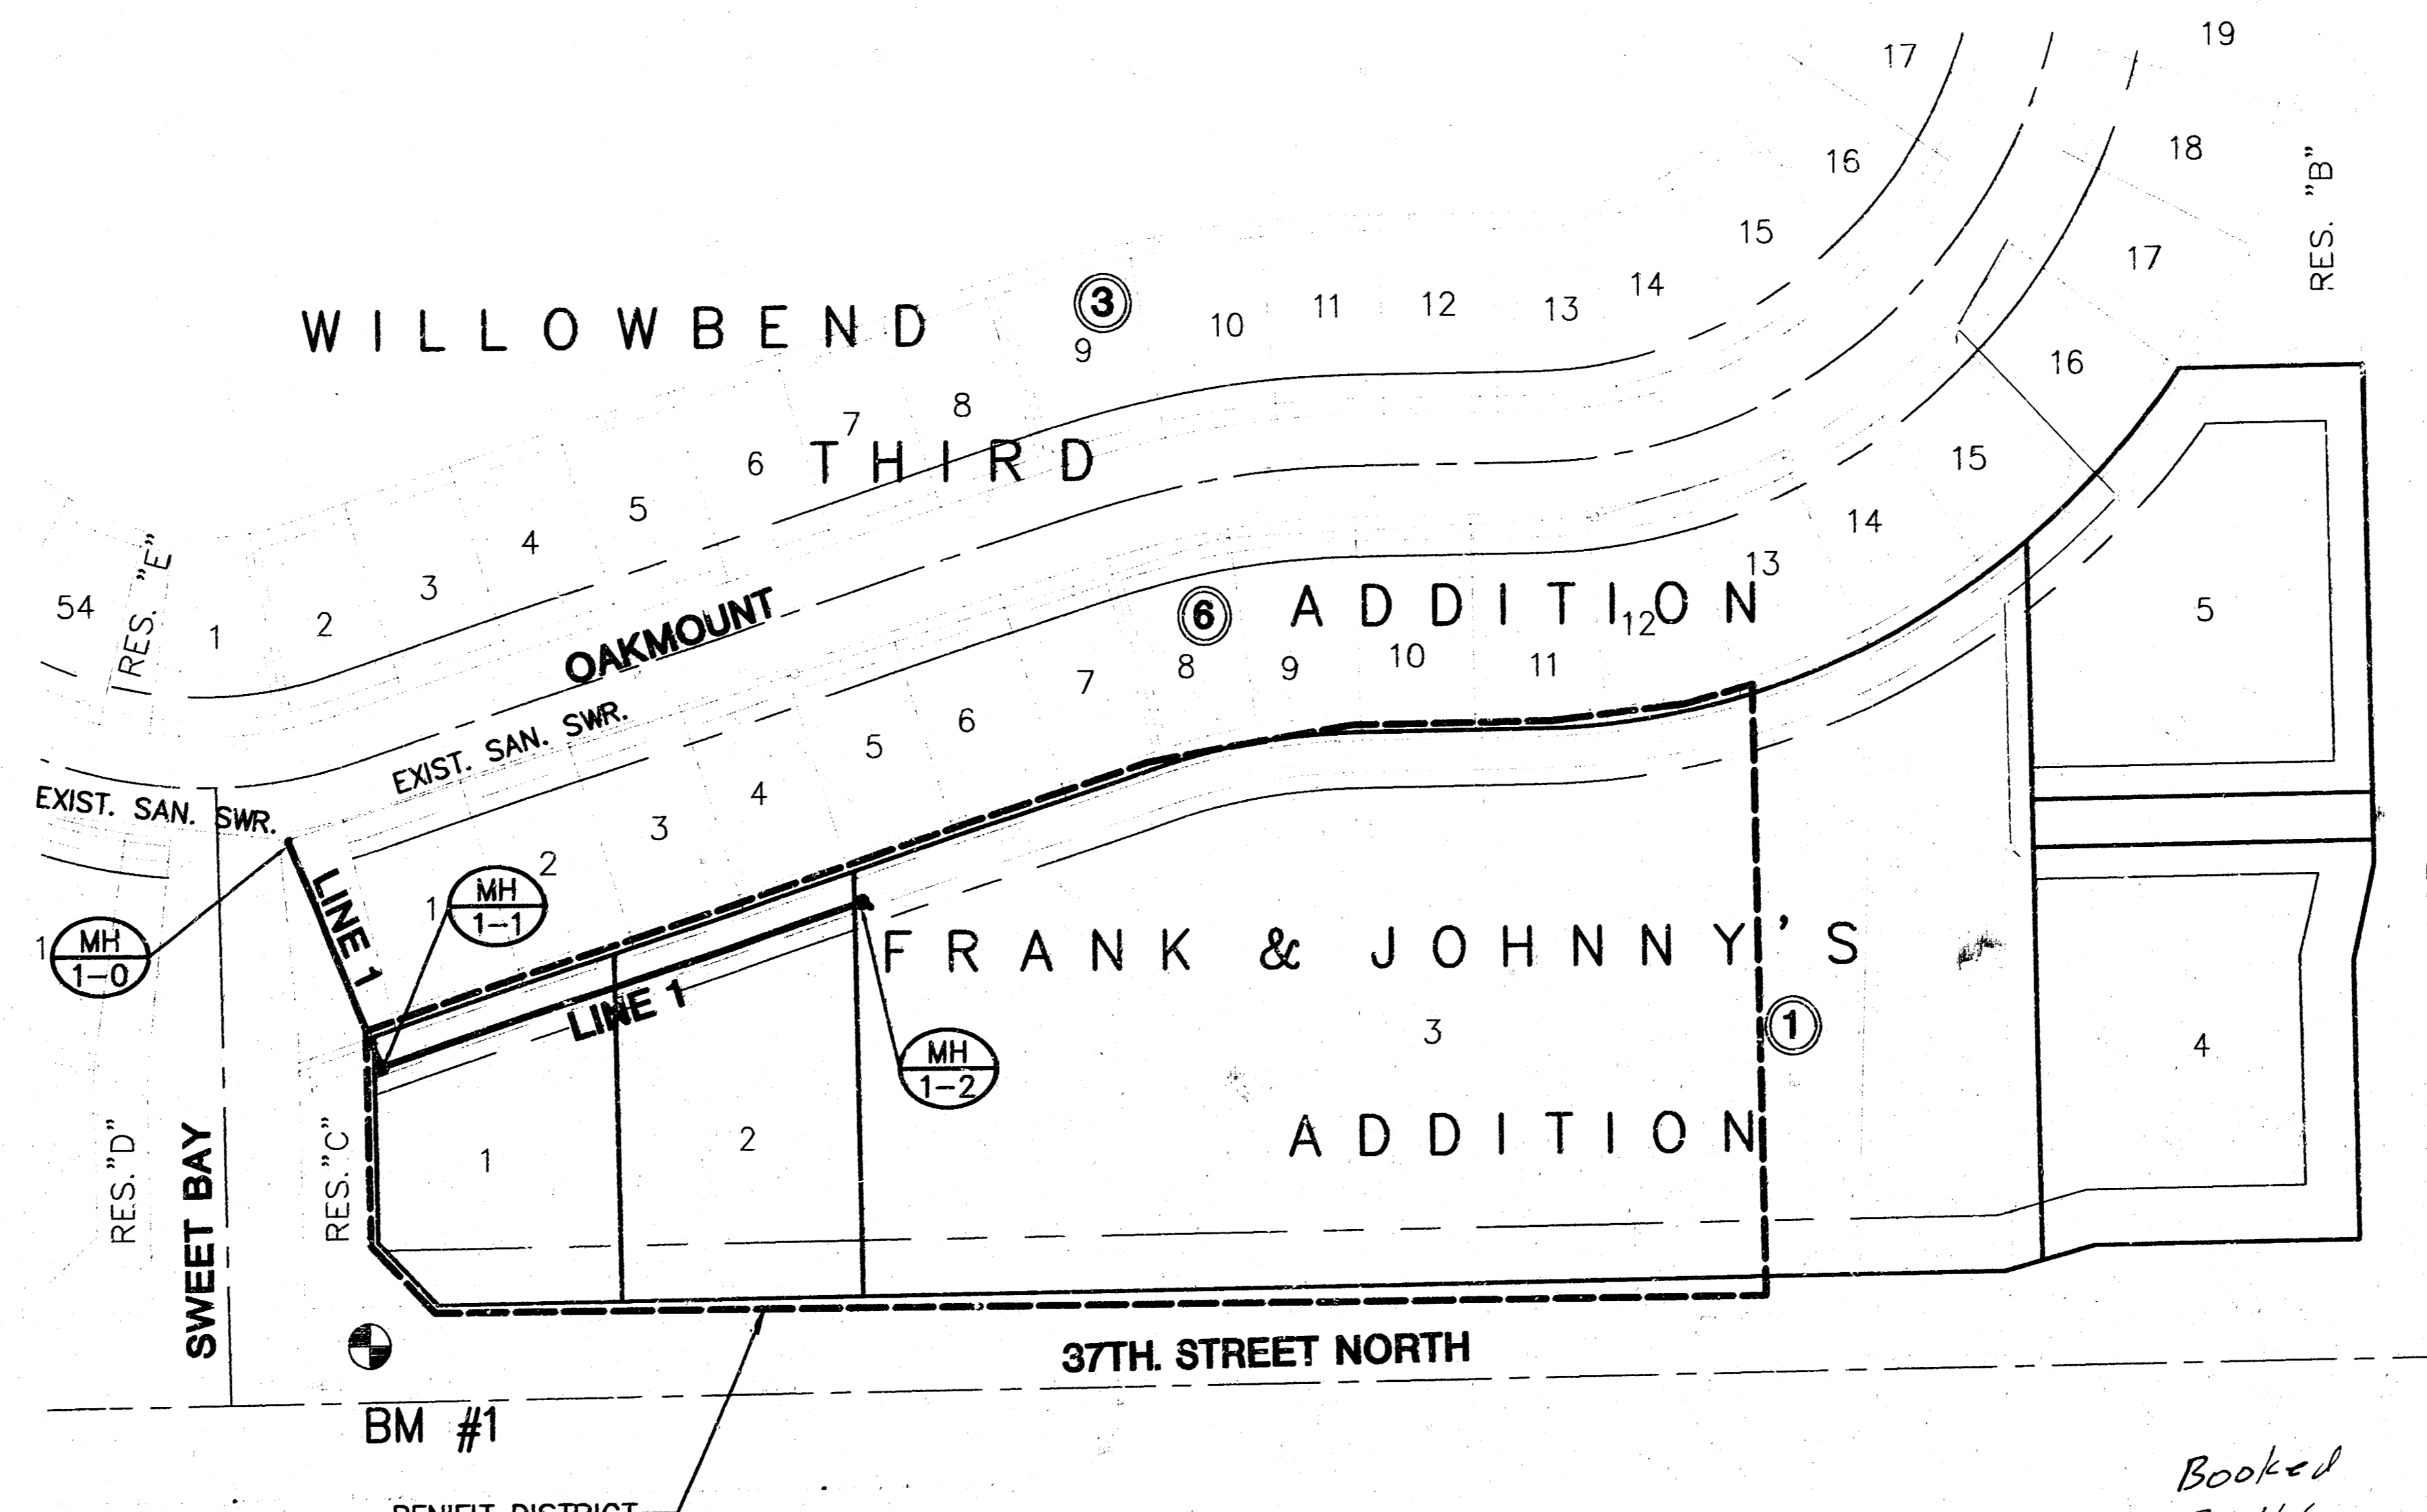 19
17
18
16
RES. "B"
15
17
14
WILLOWBEND
3
9
10
11
12
13
16
8
7
THIRD
6
15
5
4
14
RES. "E"
3
13
54
2
1
OAKMOUNT
6
ADDITION
12
5
11
10
9
8
7
6
5
EXIST. SAN. SWR.
4
3
EXIST. SAN. SWR.
2
1
MH
1-1
LINE 1
1
MH
1-0
FRANK & JOHNNY'S
LINE 1
1
3
4
MH
1-2
ADDITION
2
1
RES. "D"
SWEET BAY
RES. "C"
37TH. STREET NORTH
BM #1
Booked
BENIFIT DISTRICT